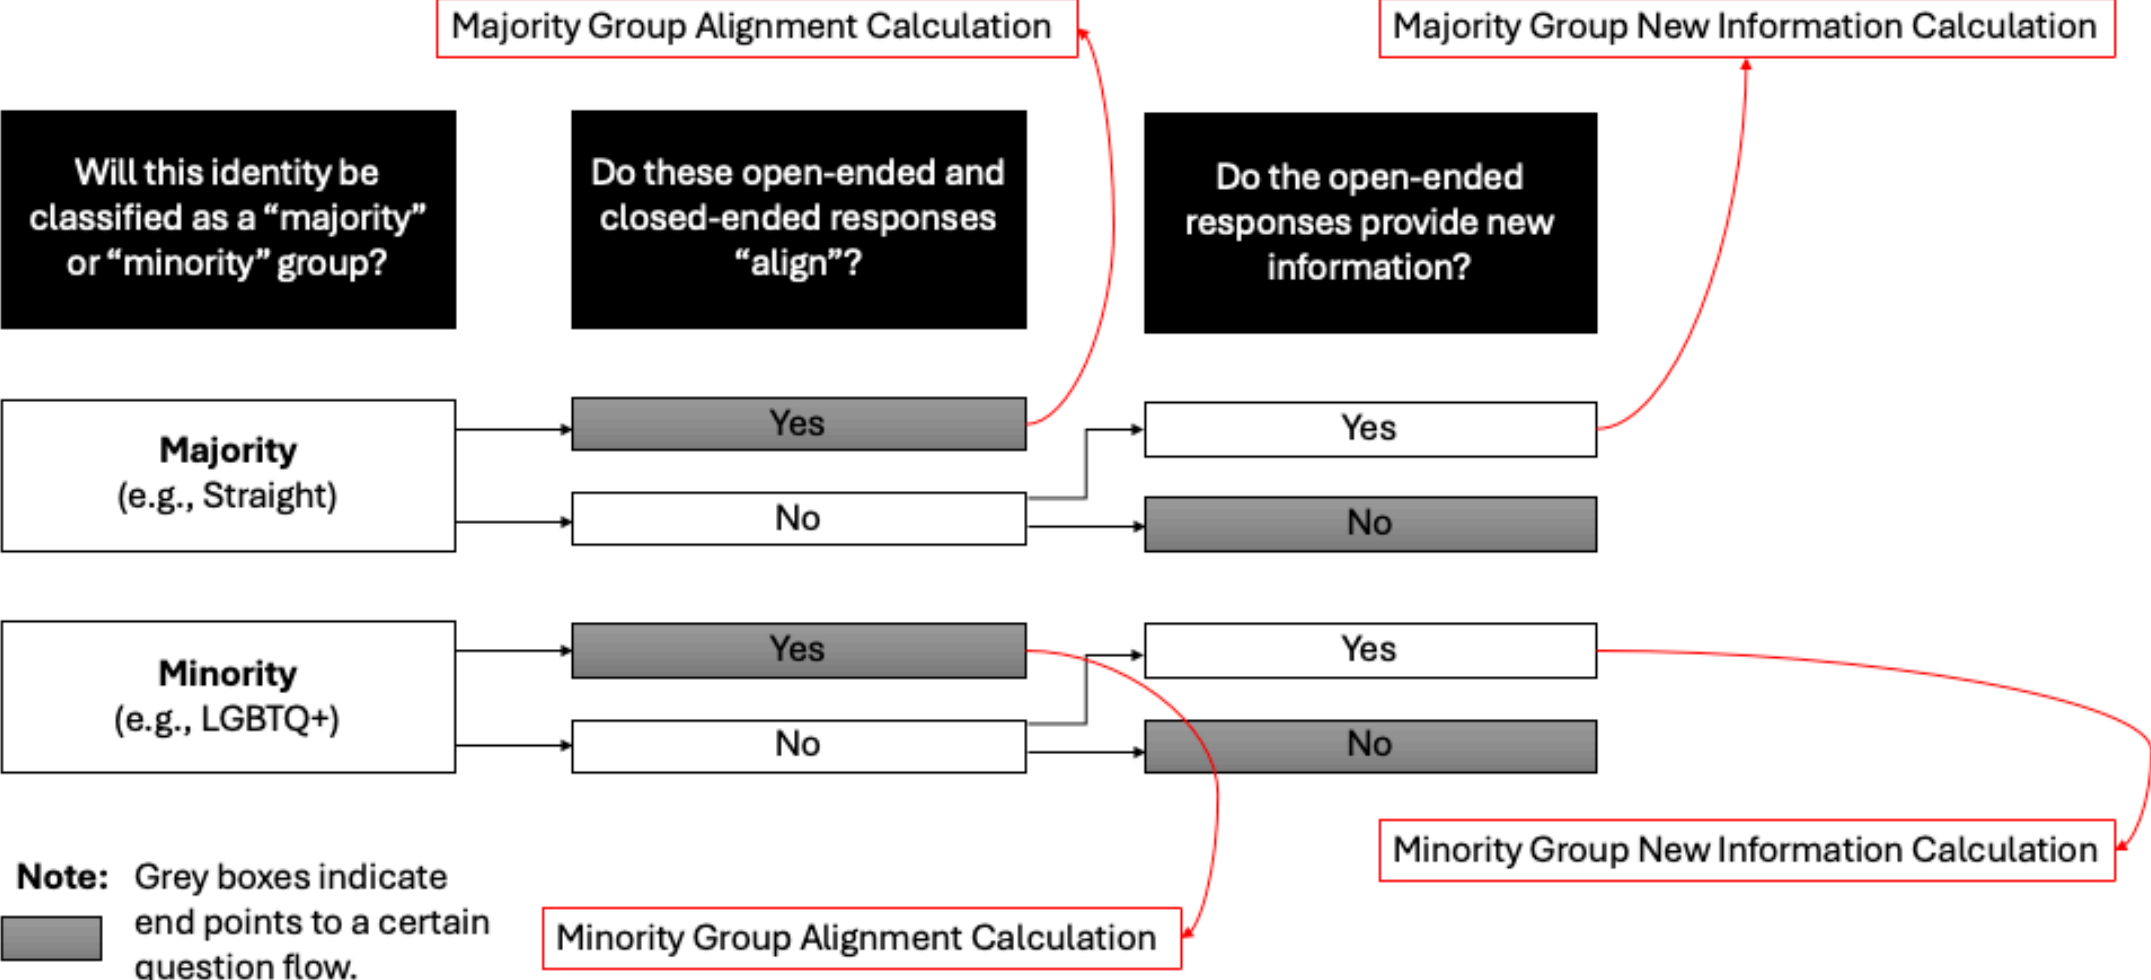 Majority Group Alignment Calculation
Majority Group New Information Calculation
Will this identity be
classified as a “majority”
or “minority” group?
Do these open-ended and
closed-ended responses
“align”?
Do the open-ended
responses provide new
information?
Majority
(e.g., Straight)
Yes
No
Yes
No
Minority
(e.g., LGBTQ+)
Yes
No
Yes
No
Minority Group New Information Calculation
Minority Group Alignment Calculation
Note: Grey boxes indicate
end points to a certain
question flow.